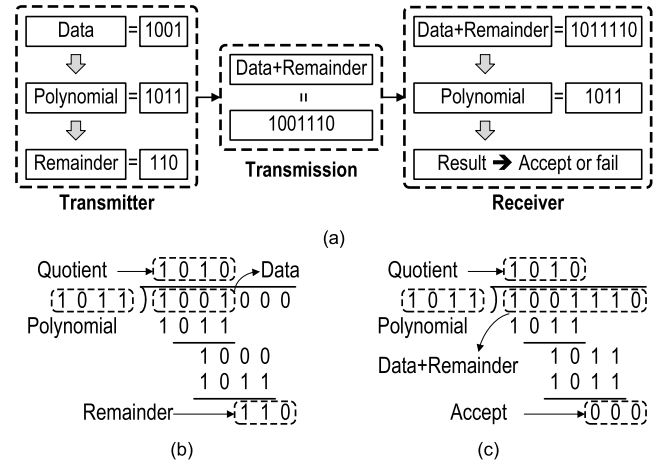 Data = 1001
Polynomial = 1011
Remainder = 110
Transmitter
Data+Remainder
=
1001110
Transmission
Data+Remainder = 1011110
Polynomial = 1011
Result ➔ Accept or fail
Receiver
(a)
Quotient 1 0 1 0 Data
1 0 1 1 ) 1 0 0 1 0 0 0
Polynomial 1 0 1 1
1 0 0 0
1 0 1 1
Remainder 1 1 0
(b)
Quotient 1 0 1 0
1 0 1 1 ) 1 0 0 1 1 1 0
Polynomial 1 0 1 1
Data+Remainder 1 0 1 1
1 0 1 1
Accept 0 0 0
(c)